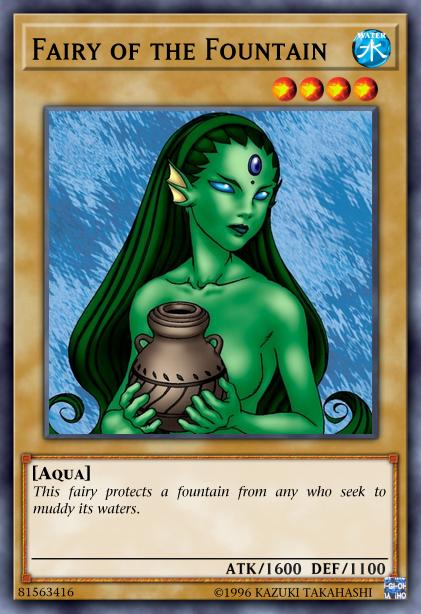 Fairy of the Fountain
WATER
水
[Aqua]
This fairy protects a fountain from any who seek to
muddy its waters.
ATK/1600 DEF/1100
81563416
©1996 KAZUKI TAKAHASHI